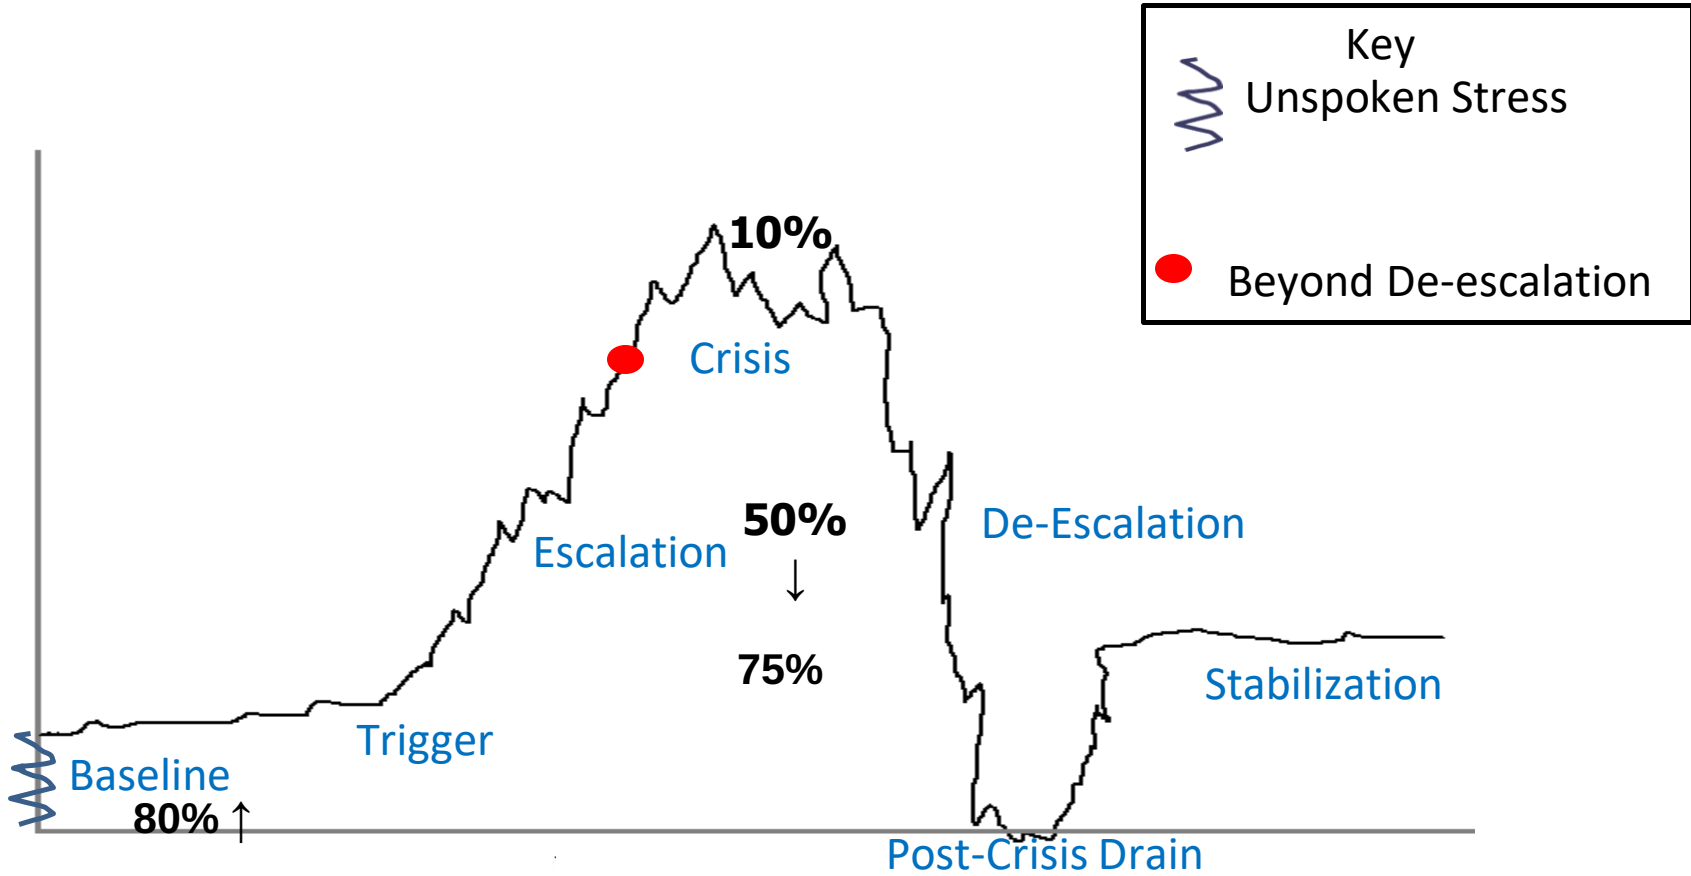 Key
Unspoken Stress
Beyond De-escalation
10%
Crisis
50%
↓
De-Escalation
Escalation
75%
Stabilization
Trigger
Baseline
80% ↑
Post-Crisis Drain